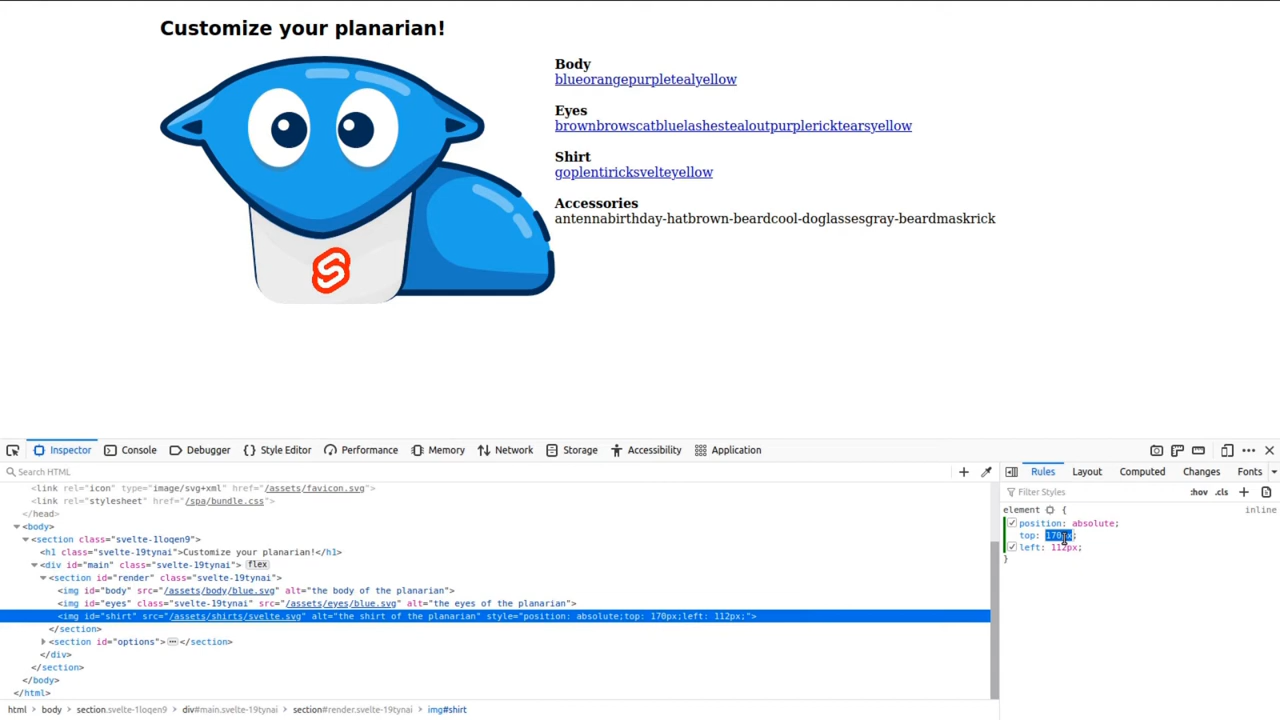 Customize your planarian!
Body
blueorangepurpletealyellow
Eyes
brownbrowscatbluelashestealoutpurplericktearsyellow
Shirt
goplentiricksvelteyellow
Accessories
antennabirthday-hatbrown-beardcool-doglassesgray-beardmaskrick
Inspector Console Debugger Style Editor Performance Memory Network Storage Accessibility Application
Search HTML
Rules Layout Computed Changes Fonts
Filter Styles :hov .cls
<link rel="icon" type="image/svg+xml" href="/assets/favicon.svg">
<link rel="stylesheet" href="/spa/bundle.css">
</head>
<body>
<section class="svelte-1loqen9">
<h1 class="svelte-19tynai">Customize your planarian!</h1>
<div id="main" class="svelte-19tynai"> flex
<section id="render" class="svelte-19tynai">
<img id="body" src="/assets/body/blue.svg" alt="the body of the planarian">
<img id="eyes" class="svelte-19tynai" src="/assets/eyes/blue.svg" alt="the eyes of the planarian">
<img id="shirt" src="/assets/shirts/svelte.svg" alt="the shirt of the planarian" style="position: absolute;top: 170px;left: 112px;">
</section>
<section id="options"> ••• </section>
</div>
</section>
</body>
</html>
element { inline
position: absolute;
top: 170px;
left: 112px;
}
html > body > section.svelte-1loqen9 > div#main.svelte-19tynai > section#render.svelte-19tynai > img#shirt